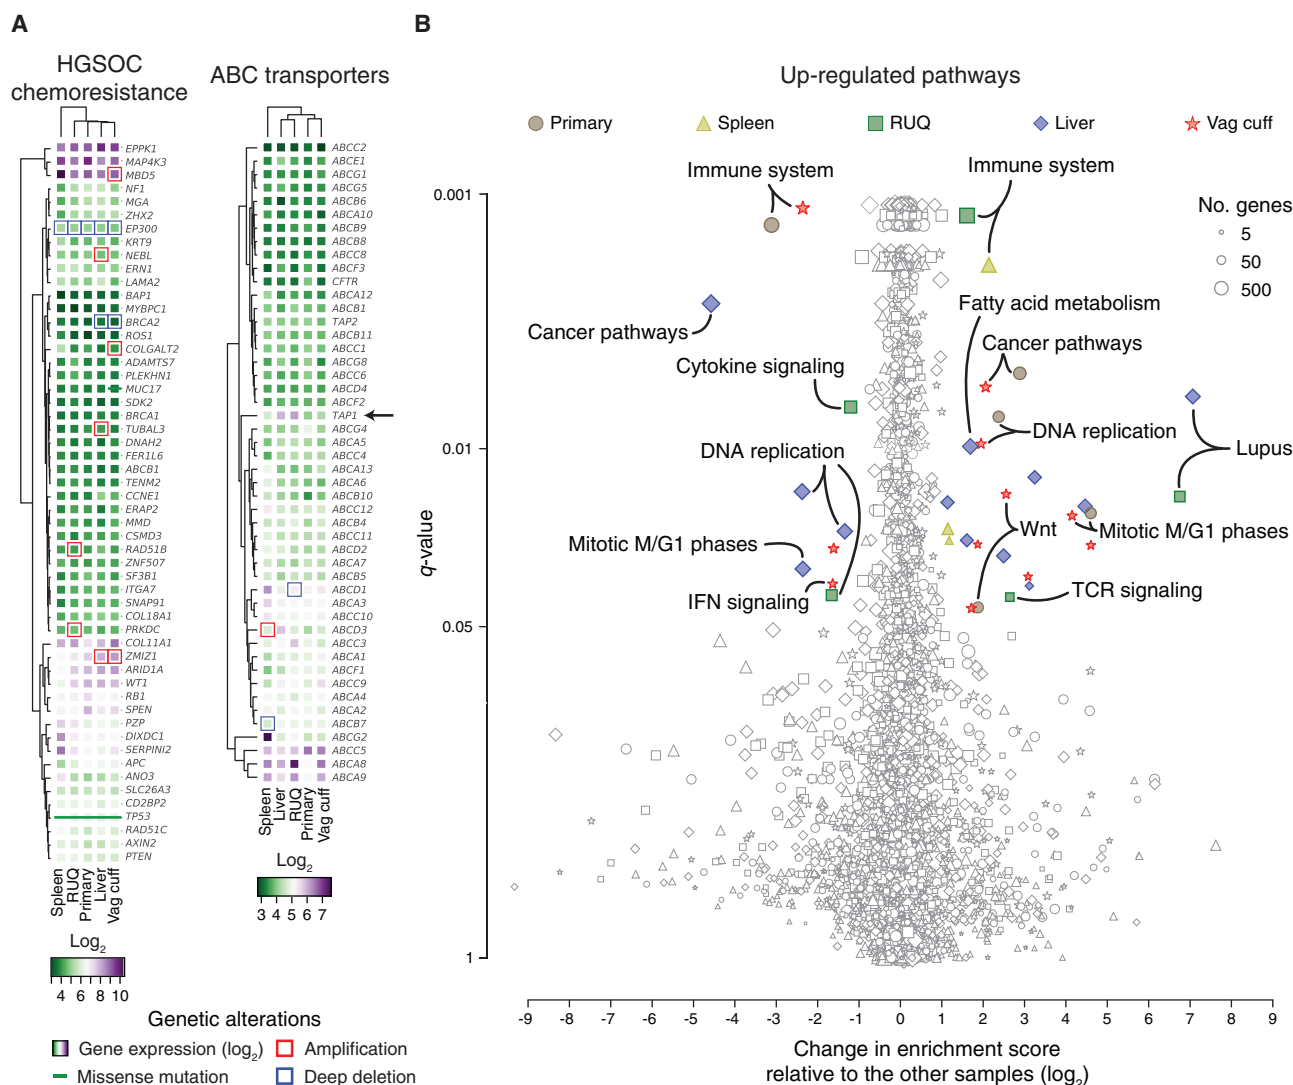 A
HGSOC
chemoresistance
EPPK1
MAP4K3
MBD5
NF1
MGA
ZHX2
EP300
KRT9
NEBL
ERN1
LAMA2
BAP1
MYBPC1
BRCA2
ROS1
COLGALT2
ADAMTS7
PLEKHN1
MUC17
SDK2
BRCA1
TUBAL3
DNAH2
FER1L6
ABCB1
TENM2
CCNE1
ERAP2
MMD
CSMD3
RAD51B
ZNF507
SF3B1
ITGA7
SNAP91
COL18A1
PRKDC
COL11A1
ZMIZ1
ARID1A
WT1
RB1
SPEN
PZP
DIXDC1
SERPINI2
APC
ANO3
SLC26A3
CD2BP2
TP53
RAD51C
AXIN2
PTEN
Spleen
RUQ
Primary
Liver
Vag cuff
Log2
4 6 8 10
ABC transporters
ABCC2
ABCE1
ABCG1
ABCG5
ABCB6
ABCA10
ABCB9
ABCB8
ABCC8
ABCF3
CFTR
ABCA12
ABCB1
TAP2
ABCB11
ABCC1
ABCG8
ABCC6
ABCD4
ABCF2
TAP1
ABCG4
ABCA5
ABCC4
ABCA13
ABCA6
ABCB10
ABCC12
ABCB4
ABCC11
ABCD2
ABCA7
ABCB5
ABCD1
ABCA3
ABCC10
ABCD3
ABCC3
ABCA1
ABCF1
ABCC9
ABCA4
ABCA2
ABCB7
ABCG2
ABCC5
ABCA8
ABCA9
Spleen
Liver
RUQ
Primary
Vag cuff
Log2
3 4 5 6 7
Genetic alterations
Gene expression (log2)
Amplification
Missense mutation
Deep deletion
B
Up-regulated pathways
Primary
Spleen
RUQ
Liver
Vag cuff
Immune system
Immune system
No. genes
5
50
500
Fatty acid metabolism
Cancer pathways
Cancer pathways
Cytokine signaling
DNA replication
DNA replication
Lupus
Wnt
Mitotic M/G1 phases
Mitotic M/G1 phases
IFN signaling
TCR signaling
0.001
0.01
0.05
1
q-value
-9 -8 -7 -6 -5 -4 -3 -2 -1 0 1 2 3 4 5 6 7 8 9
Change in enrichment score
relative to the other samples (log2)